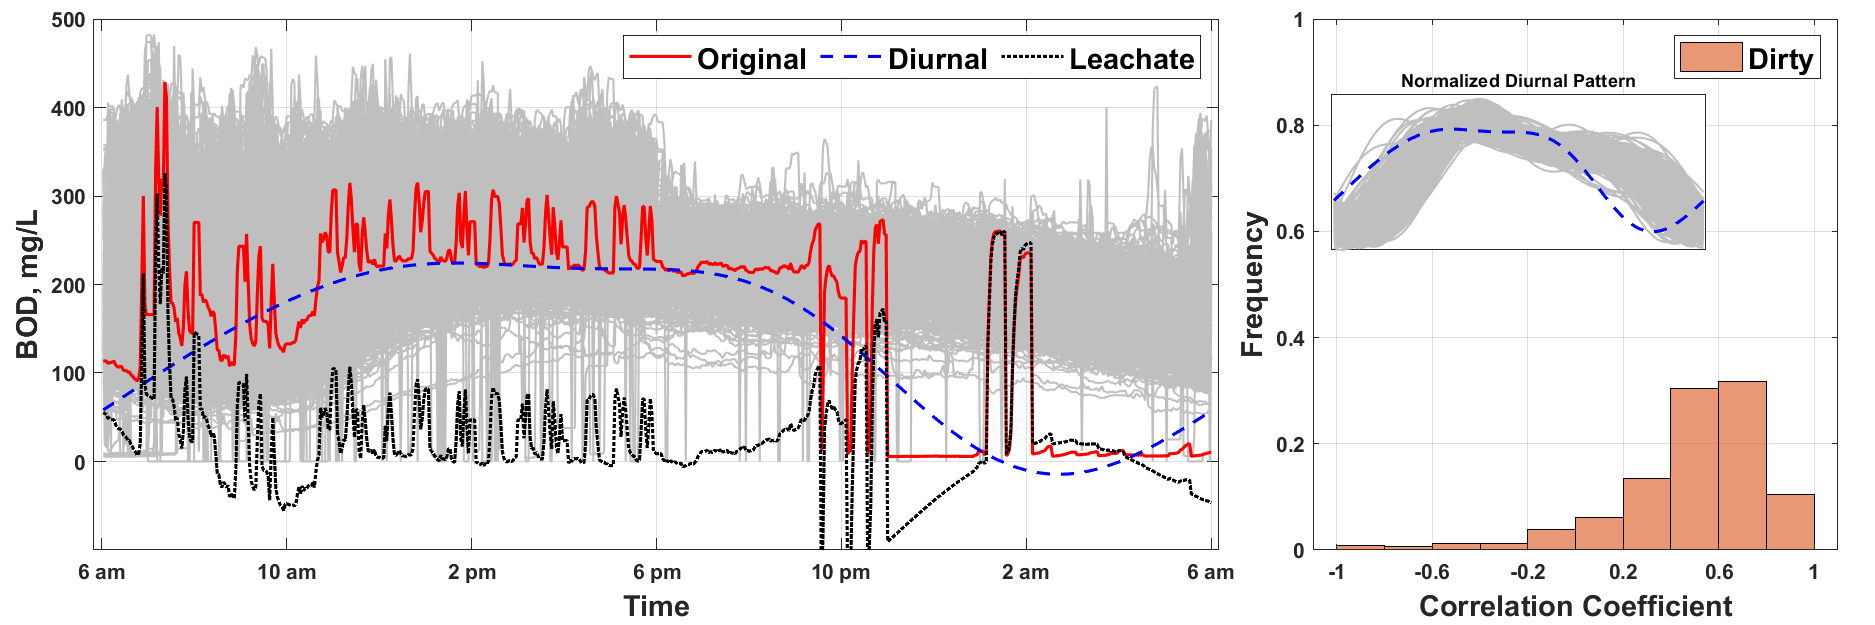 500
400
300
200
100
0
BOD, mg/L
Original Diurnal Leachate
6 am 10 am 2 pm 6 pm 10 pm 2 am 6 am
Time
1
0.8
0.6
0.4
0.2
0
Frequency
Dirty
Normalized Diurnal Pattern
-1 -0.6 -0.2 0.2 0.6 1
Correlation Coefficient